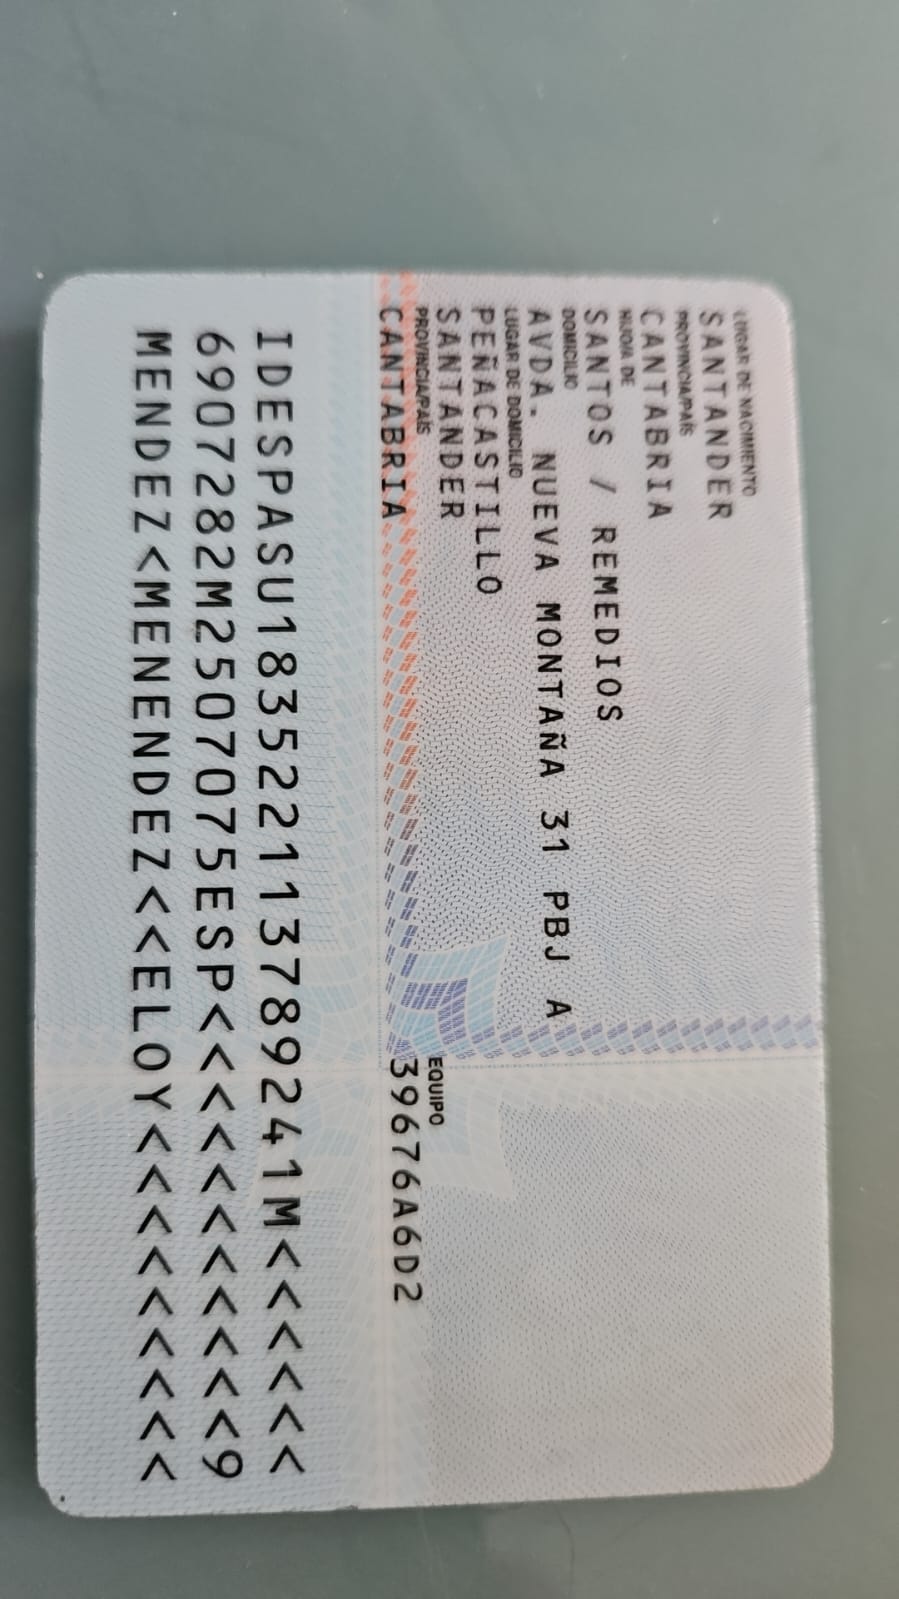 LUGAR DE NACIMIENTO
SANTANDER
PROVINCIA/PAÍS
CANTABRIA
HIJO/A DE
SANTOS / REMEDIOS
DOMICILIO
AVDA. NUEVA MONTAÑA 31 PBJ A
LUGAR DE DOMICILIO
PEÑACASTILLO
SANTANDER
PROVINCIA/PAÍS
CANTABRIA
EQUIPO
39676A6D2
IDESPASU183522113789241M<<<<<<
6907282M2507075ESP<<<<<<<<<<<9
MENDEZ<MENENDEZ<<ELOY<<<<<<<<<